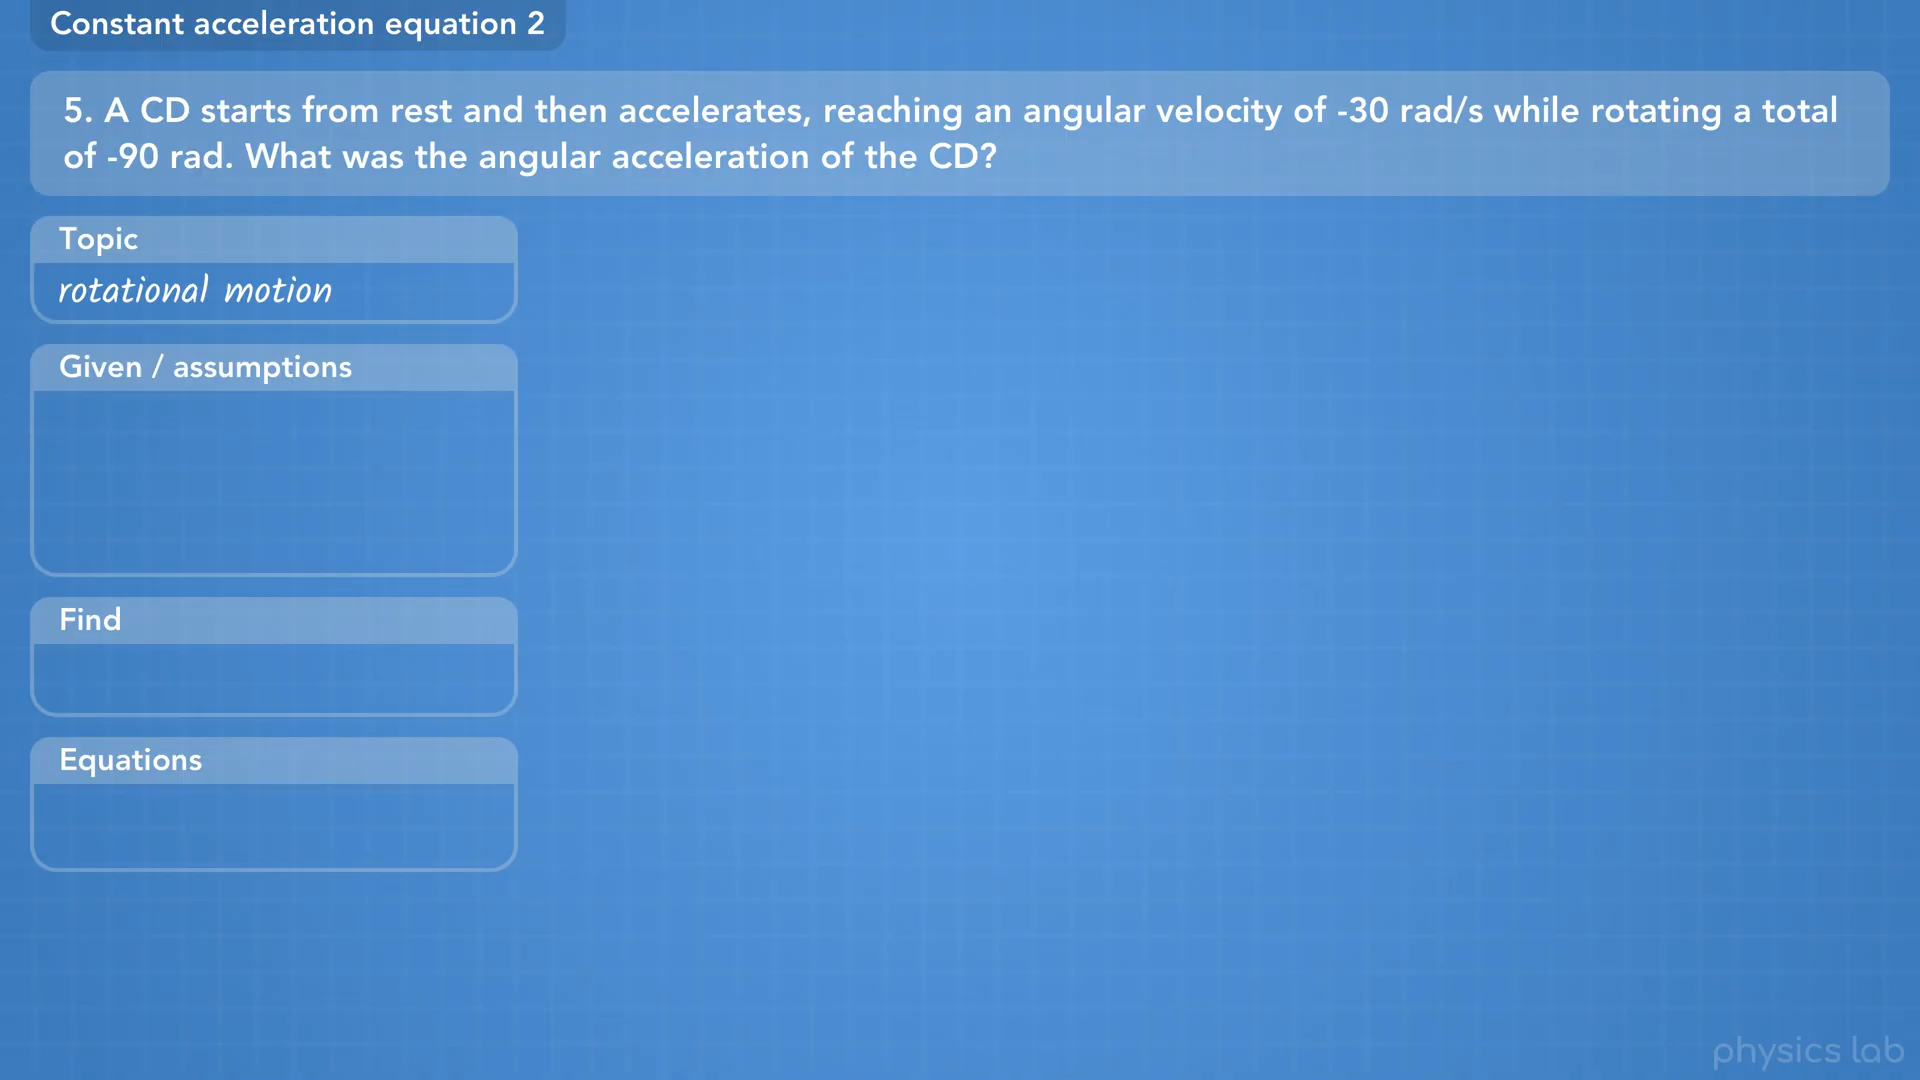 Constant acceleration equation 2
5. A CD starts from rest and then accelerates, reaching an angular velocity of -30 rad/s while rotating a total
of -90 rad. What was the angular acceleration of the CD?
Topic
rotational motion
Given / assumptions
Find
Equations
physics lab